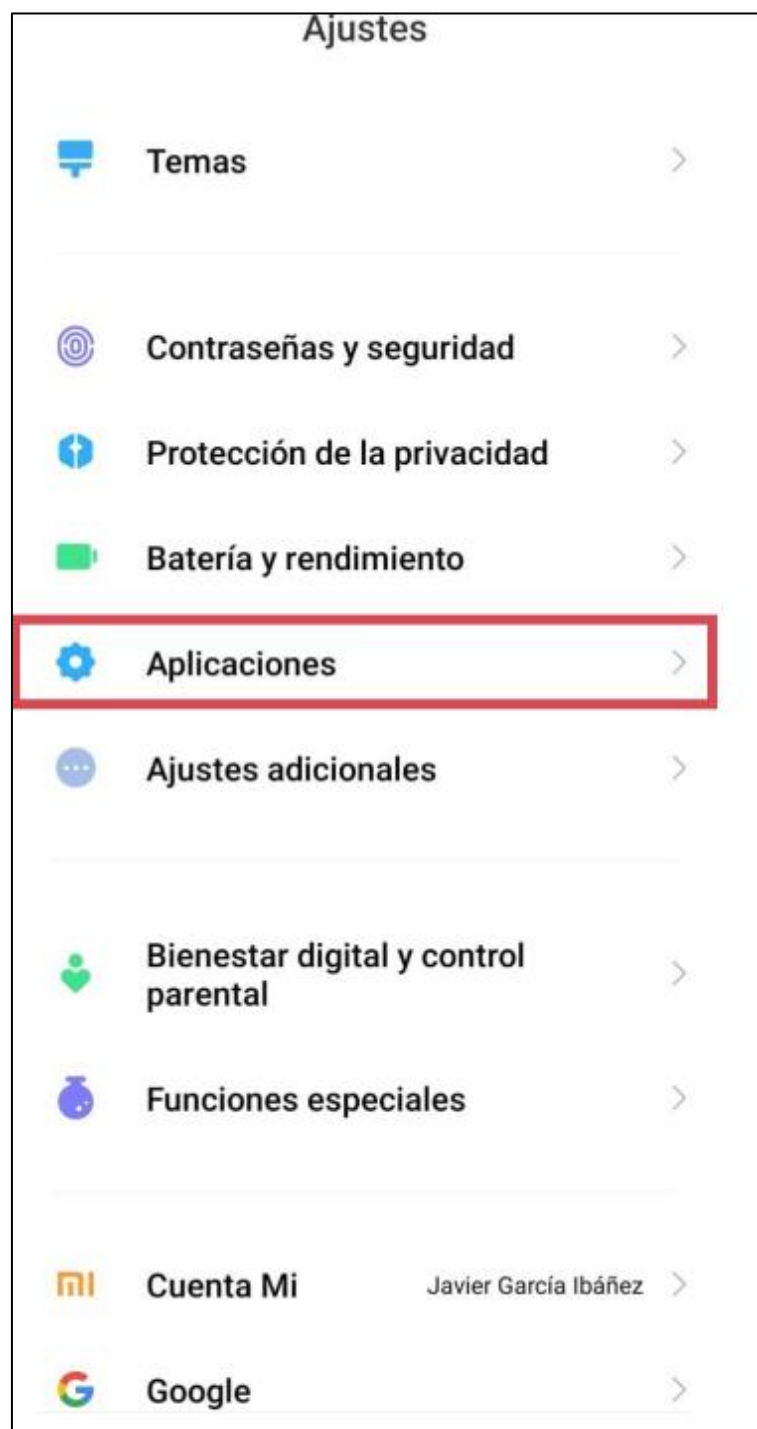 Ajustes
Temas
Contraseñas y seguridad
Protección de la privacidad
Batería y rendimiento
Aplicaciones
Ajustes adicionales
Bienestar digital y control
parental
Funciones especiales
Cuenta Mi Javier García Ibáñez
Google